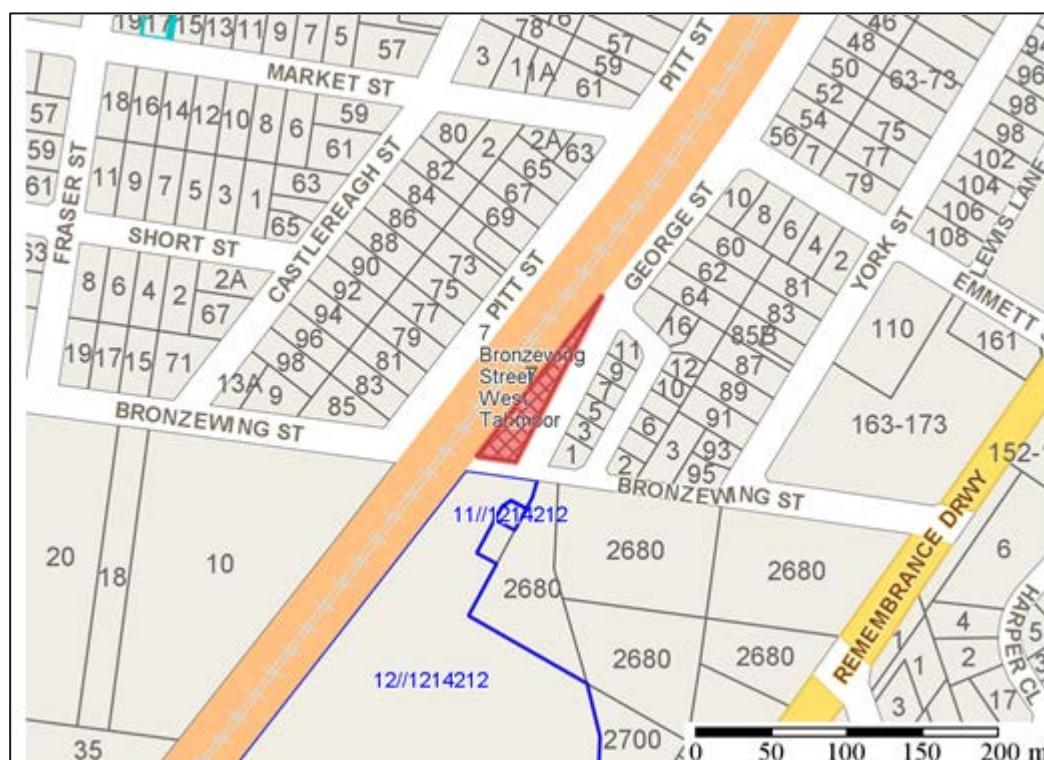 19 17 15 13 11 9 7 5 57
MARKET ST
3 1 1A 78 76 57 59 61
PITT ST
46 48 50 52 54 56 7 63-73 75 77 79
94 96 98 98 102 104 106 108
LEWIS LANE
57 59 61
FRASER ST
18 16 14 12 10 8 6 59 61
11 9 7 5 3 1 63 65
SHORT ST
63
8 6 4 2 2A 67
19 17 15 71
CASTLEREAGH ST
80 2 2A 63
82 65
84 67
86 69
88
90 73
92 75
94 77
96 79
98 81
13A 9 83
85
PITT ST
GEORGE ST
10 8 6 4 2
60 62 64 81 83
16 85B
YORK ST
EMMETT
110 161
163-173
152-1
7
Bronzewing
Street
West
Tahmoor
7
11
9
7
5
3
1
12
10
6
2
3
87
89
91
93
95
BRONZEWING ST
BRONZEWING ST
REMEMBRANCE DRWY
20 18 10
35
11//1214212
12//1214212
2680
2680
2680
2680
2680
2700
6
4
2
1
1
3
17
5
3
HARPER CL
0 50 100 150 200 m